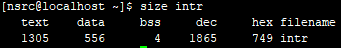 [nsrc@localhost ~]$ size intr
text data bss dec hex filename
1305 556 4 1865 749 intr